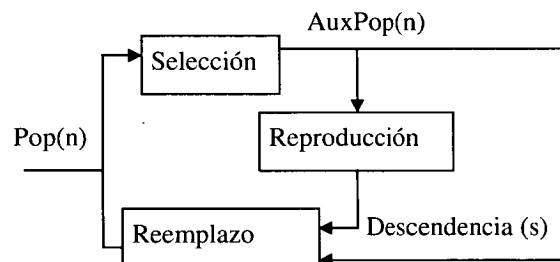 AuxPop(n)
Selección
Pop(n)
Reproducción
Descendencia (s)
Reemplazo